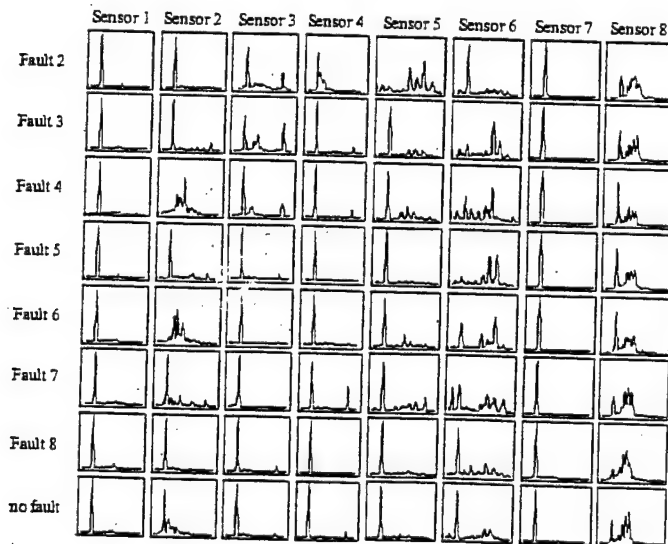 Sensor 1 Sensor 2 Sensor 3 Sensor 4 Sensor 5 Sensor 6 Sensor 7 Sensor 8
Fault 2
Fault 3
Fault 4
Fault 5
Fault 6
Fault 7
Fault 8
no fault